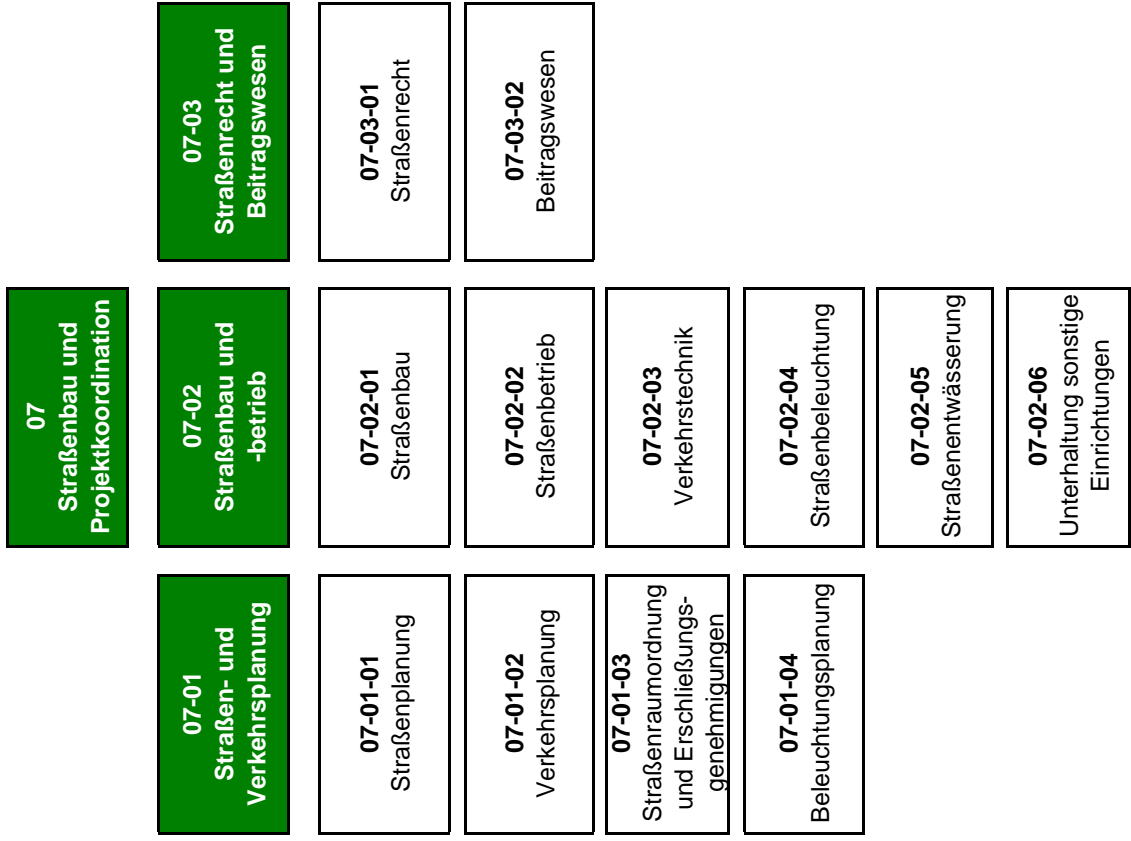 07
Straßenbau und
Projektkoordination
07-01
Straßen- und
Verkehrsplanung
07-02
Straßenbau und
-betrieb
07-03
Straßenrecht und
Beitragswesen
07-01-01
Straßenplanung
07-02-01
Straßenbau
07-03-01
Straßenrecht
07-01-02
Verkehrsplanung
07-02-02
Straßenbetrieb
07-03-02
Beitragswesen
07-01-03
Straßenraumordnung
und Erschließungs-
genehmigungen
07-02-03
Verkehrstechnik
07-01-04
Beleuchtungsplanung
07-02-04
Straßenbeleuchtung
07-02-05
Straßenentwässerung
07-02-06
Unterhaltung sonstige
Einrichtungen